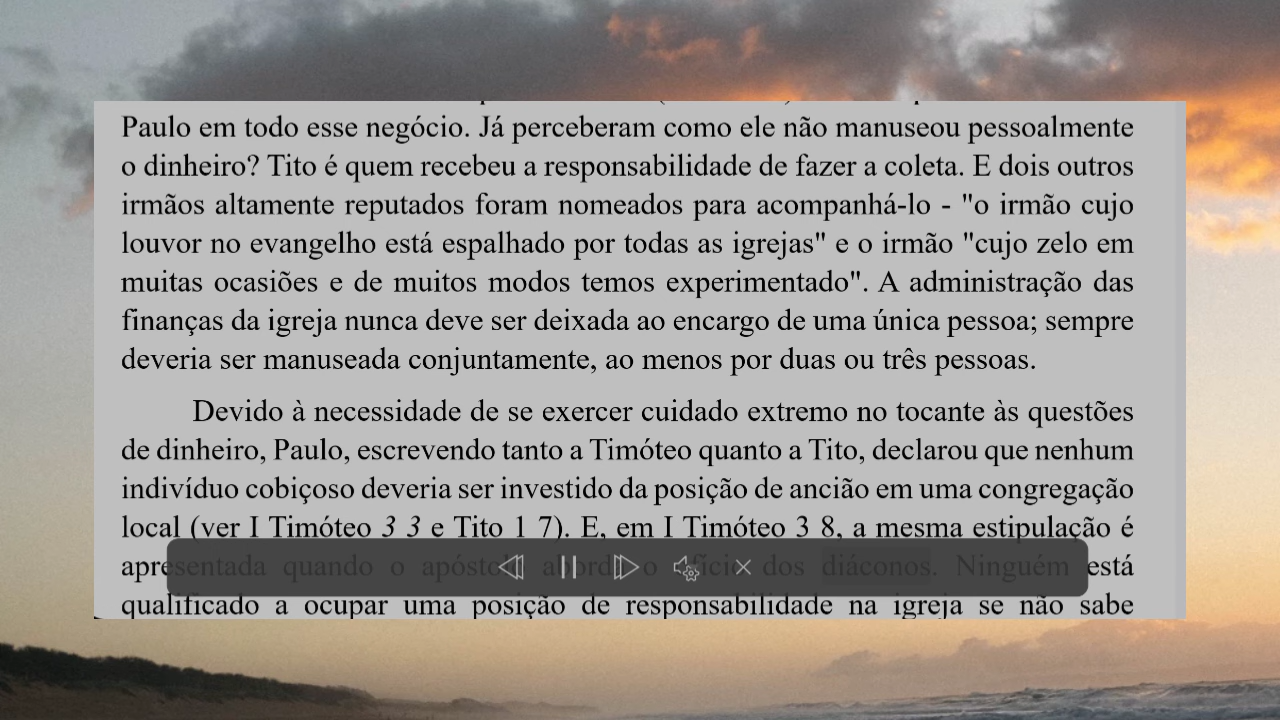 Paulo em todo esse negócio. Já perceberam como ele não manuseou pessoalmente
o dinheiro? Tito é quem recebeu a responsabilidade de fazer a coleta. E dois outros
irmãos altamente reputados foram nomeados para acompanhá-lo - "o irmão cujo
louvor no evangelho está espalhado por todas as igrejas" e o irmão "cujo zelo em
muitas ocasiões e de muitos modos temos experimentado". A administração das
finanças da igreja nunca deve ser deixada ao encargo de uma única pessoa; sempre
deveria ser manuseada conjuntamente, ao menos por duas ou três pessoas.
Devido à necessidade de se exercer cuidado extremo no tocante às questões
de dinheiro, Paulo, escrevendo tanto a Timóteo quanto a Tito, declarou que nenhum
indivíduo cobiçoso deveria ser investido da posição de ancião em uma congregação
local (ver I Timóteo 3 3 e Tito 1 7). E, em I Timóteo 3 8, a mesma estipulação é
apresentada quando o apóstolo aborda o ofício dos diáconos. Ninguém está
qualificado a ocupar uma posição de responsabilidade na igreja se não sabe